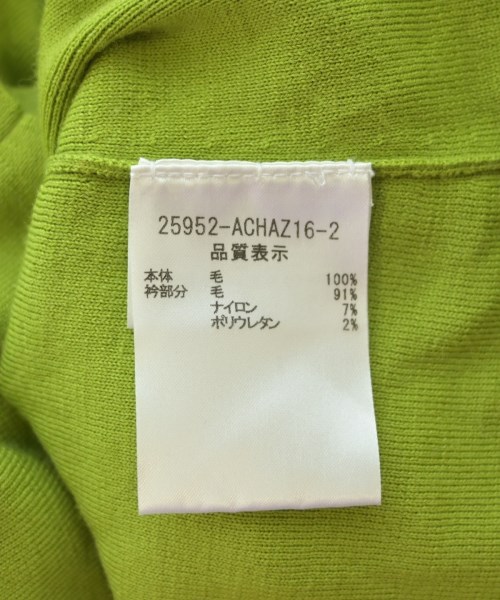 25952-ACHAZ16-2
品質表示
本体 毛 100%
衿部分 毛 91%
ナイロン 7%
ポリウレタン 2%